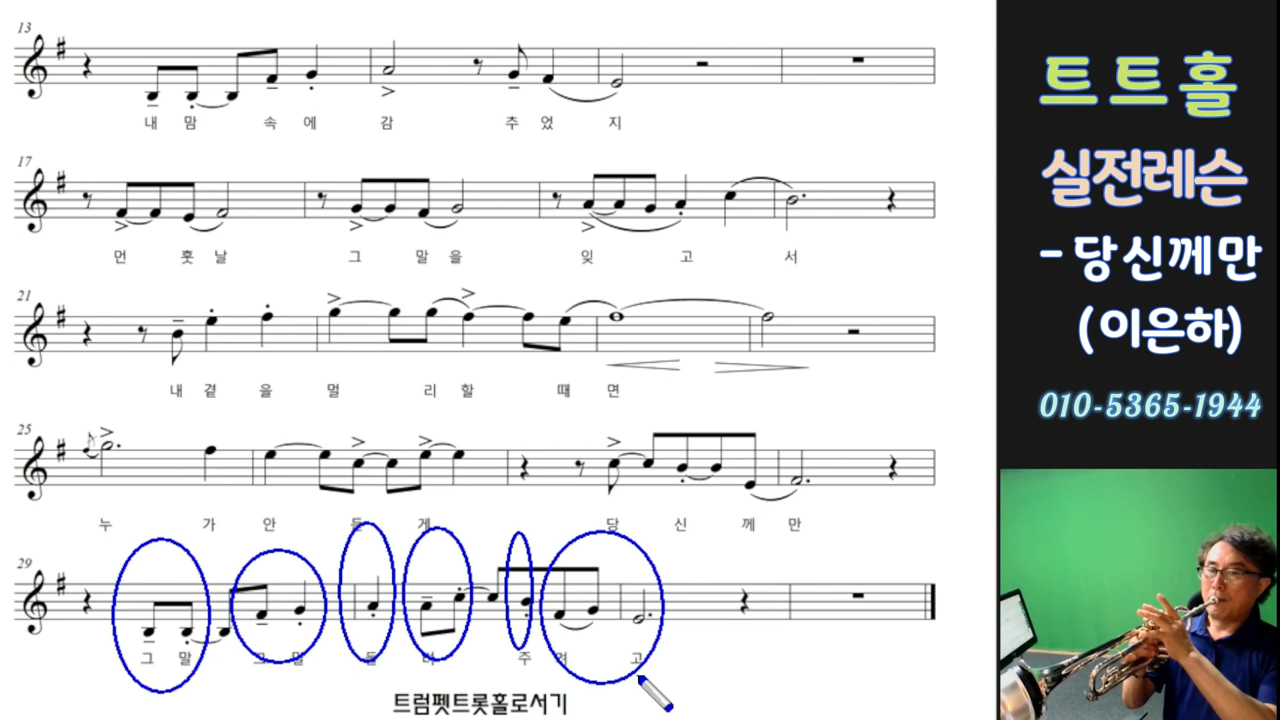 13
내 맘 속 에 감 추 었 지
17
먼 훗 날 그 말 을 잊 고 서
21
내 곁 을 멀 리 할 때 면
25
누 가 안 들 게 당 신 께 만
29
그 말 들 려 주 려 고
트럼펫트롯홀로서기
트트홀
실전레슨
- 당신께만
(이은하)
010-5365-1944